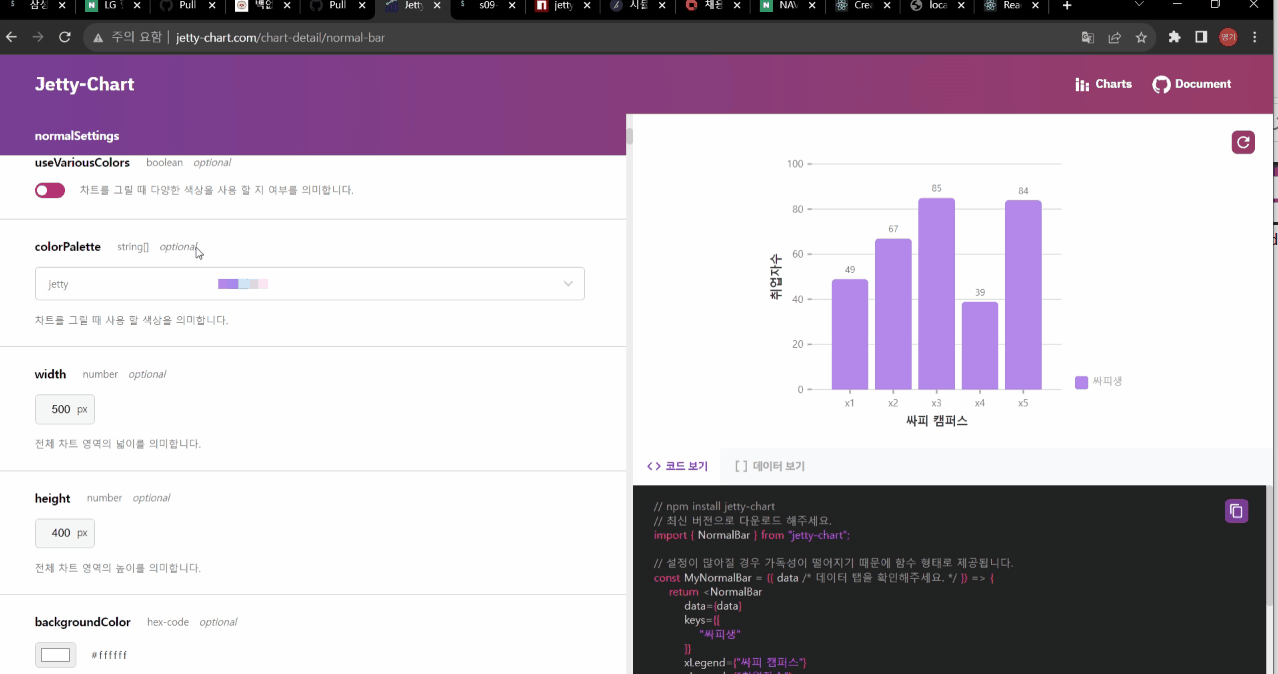 삼성
LG
Pull
백엔
Pull
Jetty
s09-
jetty
NAV
Crea
loca
Reac
주의 요함 | jetty-chart.com/chart-detail/normal-bar
영기
Jetty-Chart
Charts
Document
normalSettings
useVariousColors boolean optional
차트를 그릴 때 다양한 색상을 사용 할 지 여부를 의미합니다.
colorPalette string[] optional
jetty
차트를 그릴 때 사용 할 색상을 의미합니다.
width number optional
500 px
전체 차트 영역의 넓이를 의미합니다.
height number optional
400 px
전체 차트 영역의 높이를 의미합니다.
backgroundColor hex-code optional
#ffffff
100
80
60
40
20
0
취업자수
49
67
85
39
84
x1
x2
x3
x4
x5
싸피 캠퍼스
싸피생
<> 코드 보기
[ ] 데이터 보기
// npm install jetty-chart
// 최신 버전으로 다운로드 해주세요.
import { NormalBar } from "jetty-chart";
// 설정이 많아질 경우 가독성이 떨어지기 때문에 함수 형태로 제공됩니다.
const MyNormalBar = ({ data /* 데이터 탭을 확인해주세요. */ }) => {
return <NormalBar
data={data}
keys={[
"싸피생"
]}
xLegend={"싸피 캠퍼스"}